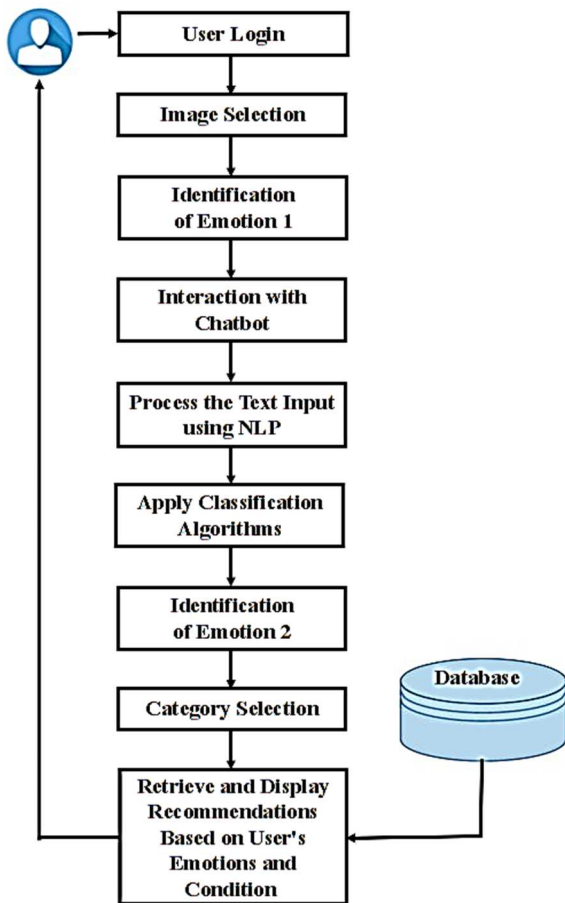 User Login
Image Selection
Identification
of Emotion 1
Interaction with
Chatbot
Process the Text Input
using NLP
Apply Classification
Algorithms
Identification
of Emotion 2
Category Selection
Database
Retrieve and Display
Recommendations
Based on User's
Emotions and
Condition